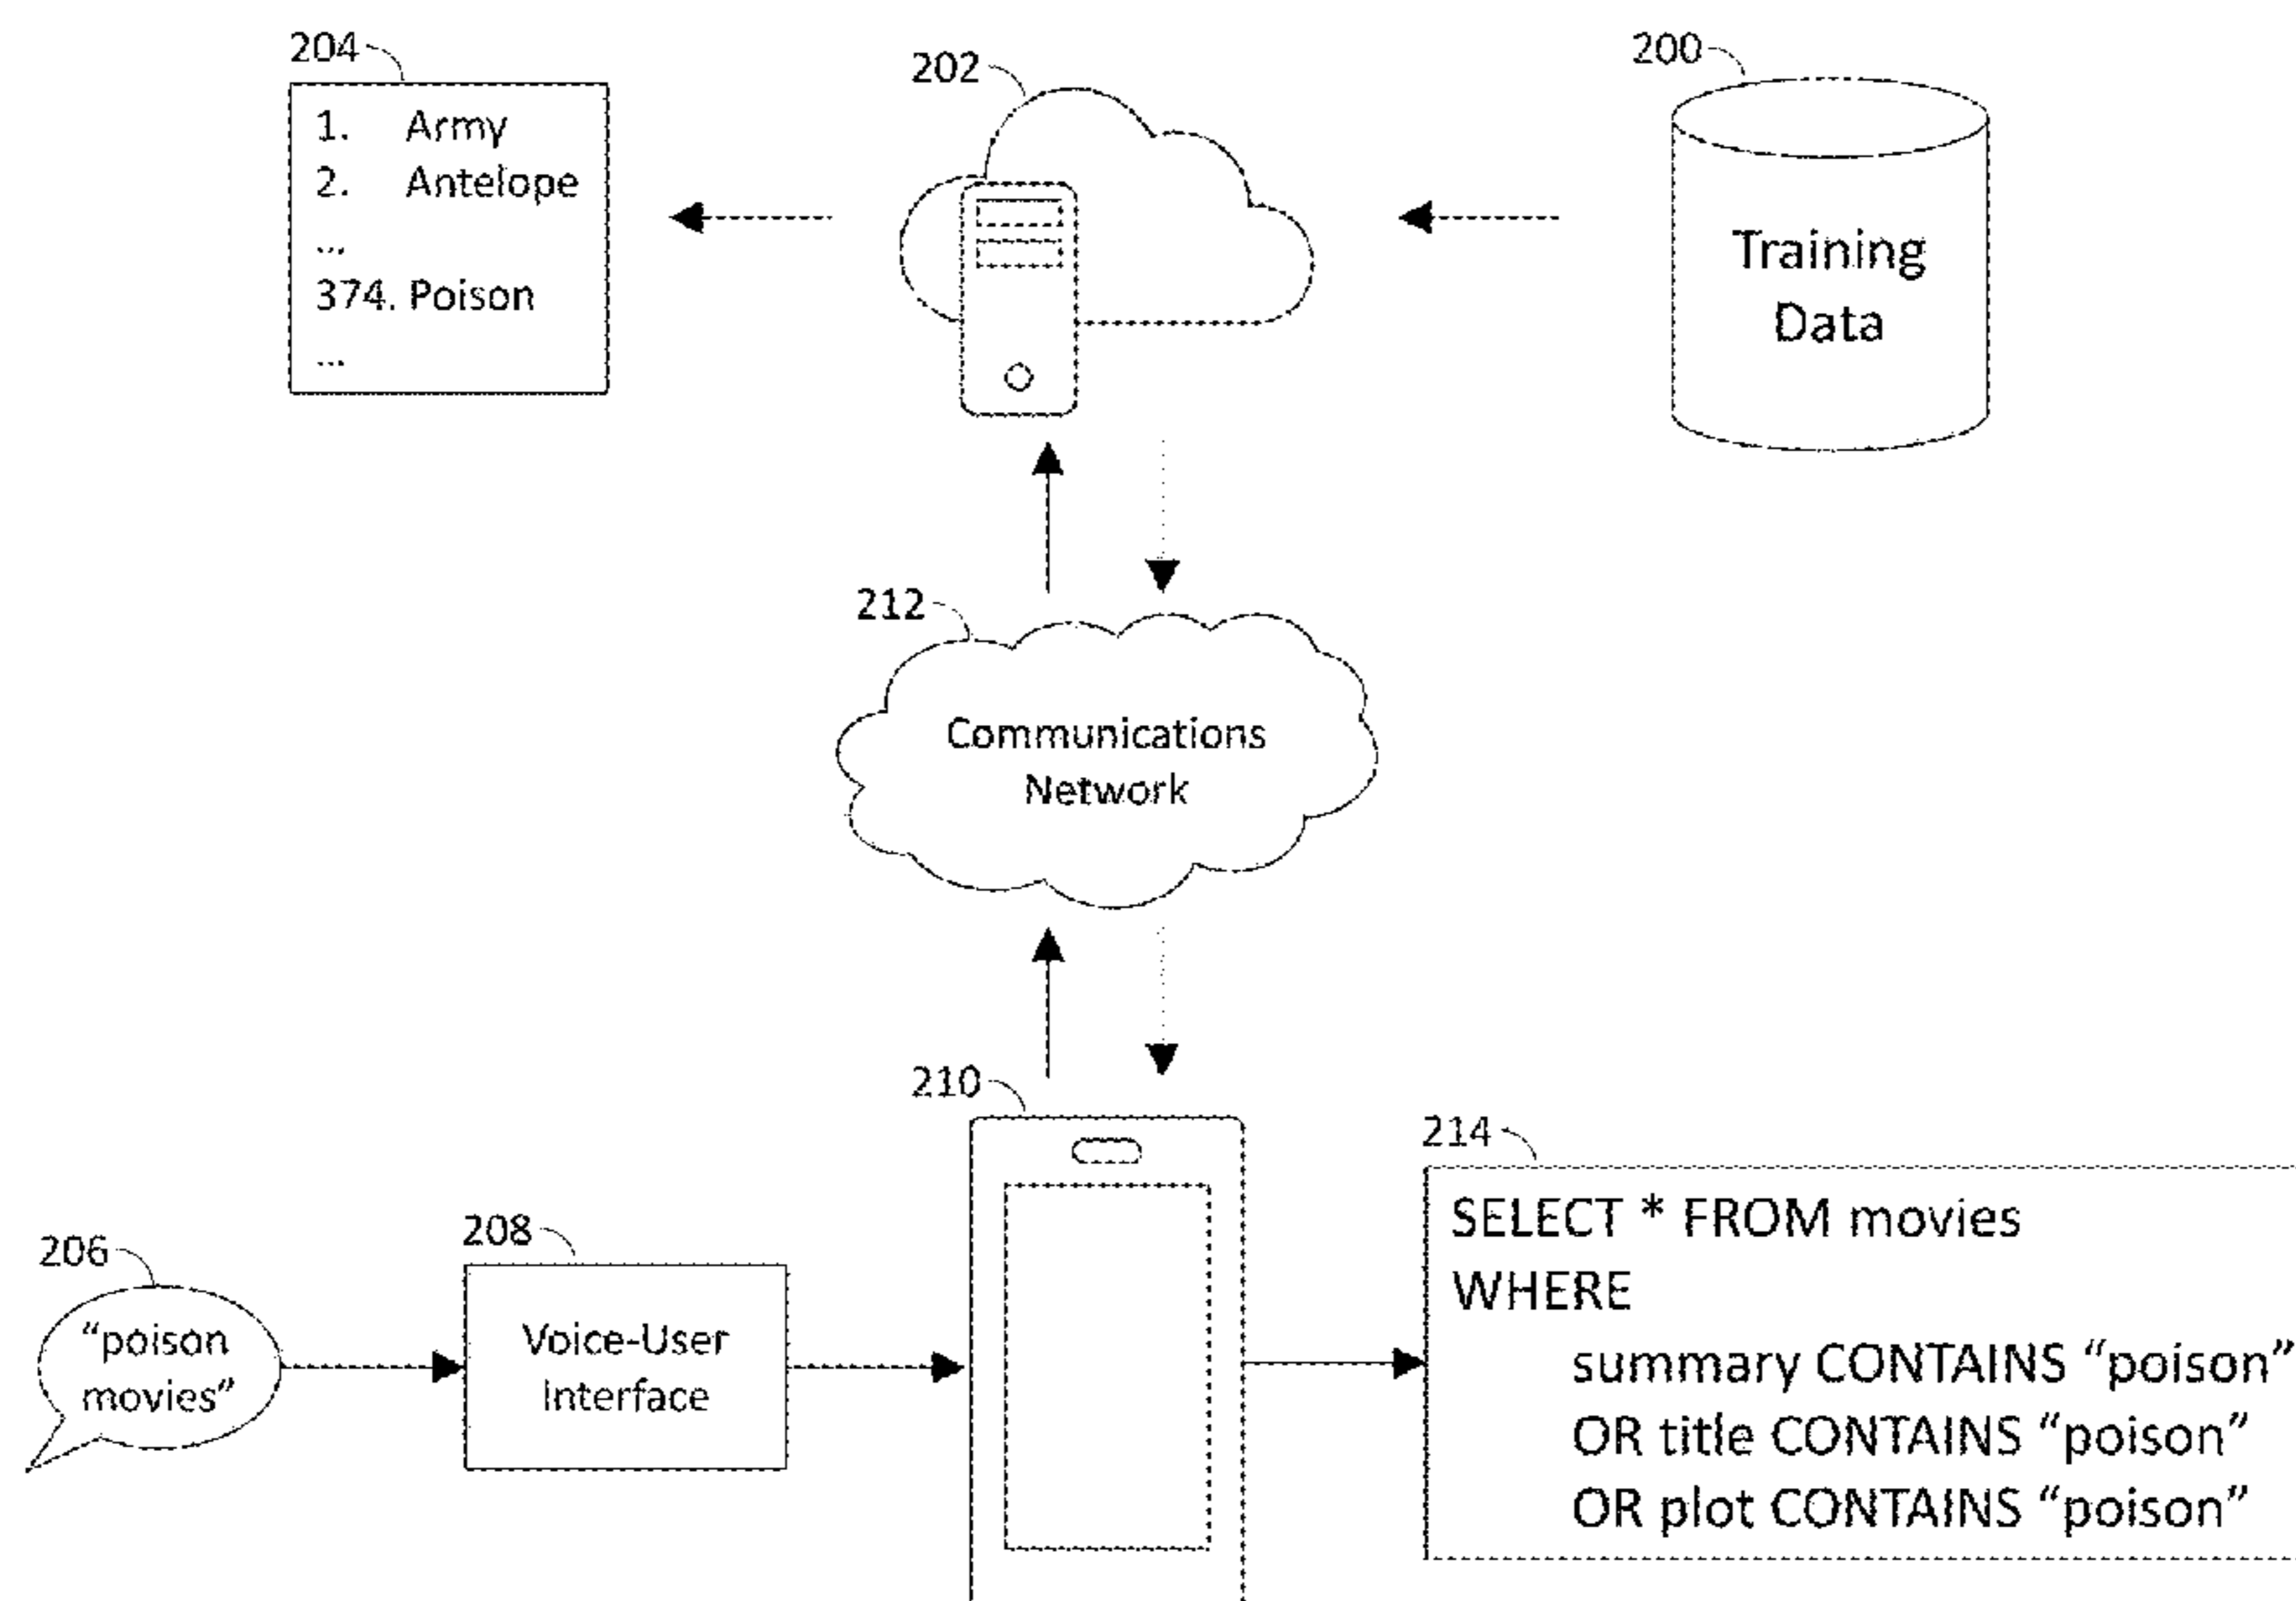 204
202
200
1. Army
2. Antelope
...
374. Poison
...
Training
Data
212
Communications
Network
210
214
206
208
"poison
movies"
Voice-User
Interface
SELECT * FROM movies
WHERE
summary CONTAINS "poison"
OR title CONTAINS "poison"
OR plot CONTAINS "poison"